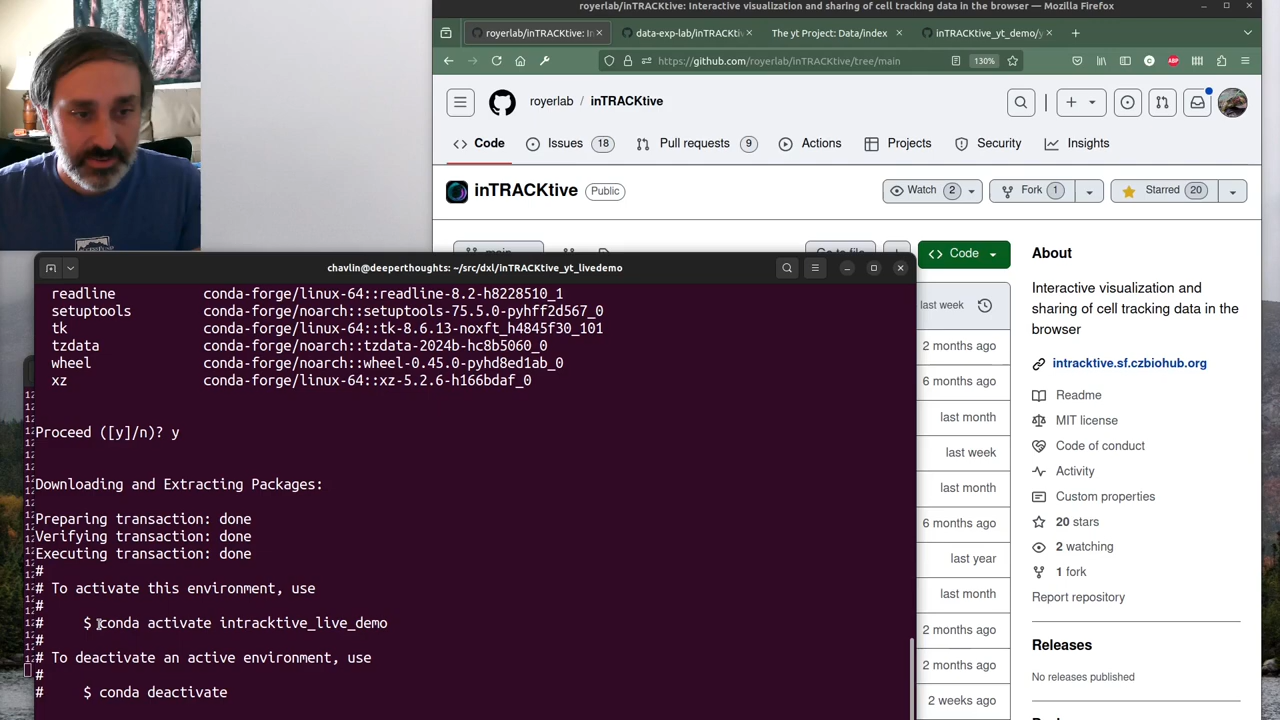 royerlab/inTRACKtive: Interactive visualization and sharing of cell tracking data in the browser — Mozilla Firefox
royerlab/inTRACKtive: In
data-exp-lab/inTRACKtiv
The yt Project: Data/index
inTRACKtive_yt_demo/y
https://github.com/royerlab/inTRACKtive/tree/main
130%
royerlab / inTRACKtive
Code
Issues 18
Pull requests 9
Actions
Projects
Security
Insights
inTRACKtive
Public
Watch 2
Fork 1
Starred 20
main
Go to file
Code
About
Interactive visualization and
sharing of cell tracking data in the
browser
intracktive.sf.czbiohub.org
Readme
MIT license
Code of conduct
Activity
Custom properties
20 stars
2 watching
1 fork
Report repository
Releases
No releases published
last week
2 months ago
6 months ago
last month
last week
last month
6 months ago
last year
last month
2 months ago
2 months ago
2 weeks ago
chavlin@deeperthoughts: ~/src/dxl/inTRACKtive_yt_livedemo
readline conda-forge/linux-64::readline-8.2-h8228510_1
setuptools conda-forge/noarch::setuptools-75.5.0-pyhff2d567_0
tk conda-forge/linux-64::tk-8.6.13-noxft_h4845f30_101
tzdata conda-forge/noarch::tzdata-2024b-hc8b5060_0
wheel conda-forge/noarch::wheel-0.45.0-pyhd8ed1ab_0
xz conda-forge/linux-64::xz-5.2.6-h166bdaf_0
Proceed ([y]/n)? y
Downloading and Extracting Packages:
Preparing transaction: done
Verifying transaction: done
Executing transaction: done
#
# To activate this environment, use
#
# $ conda activate intracktive_live_demo
#
# To deactivate an active environment, use
#
# $ conda deactivate